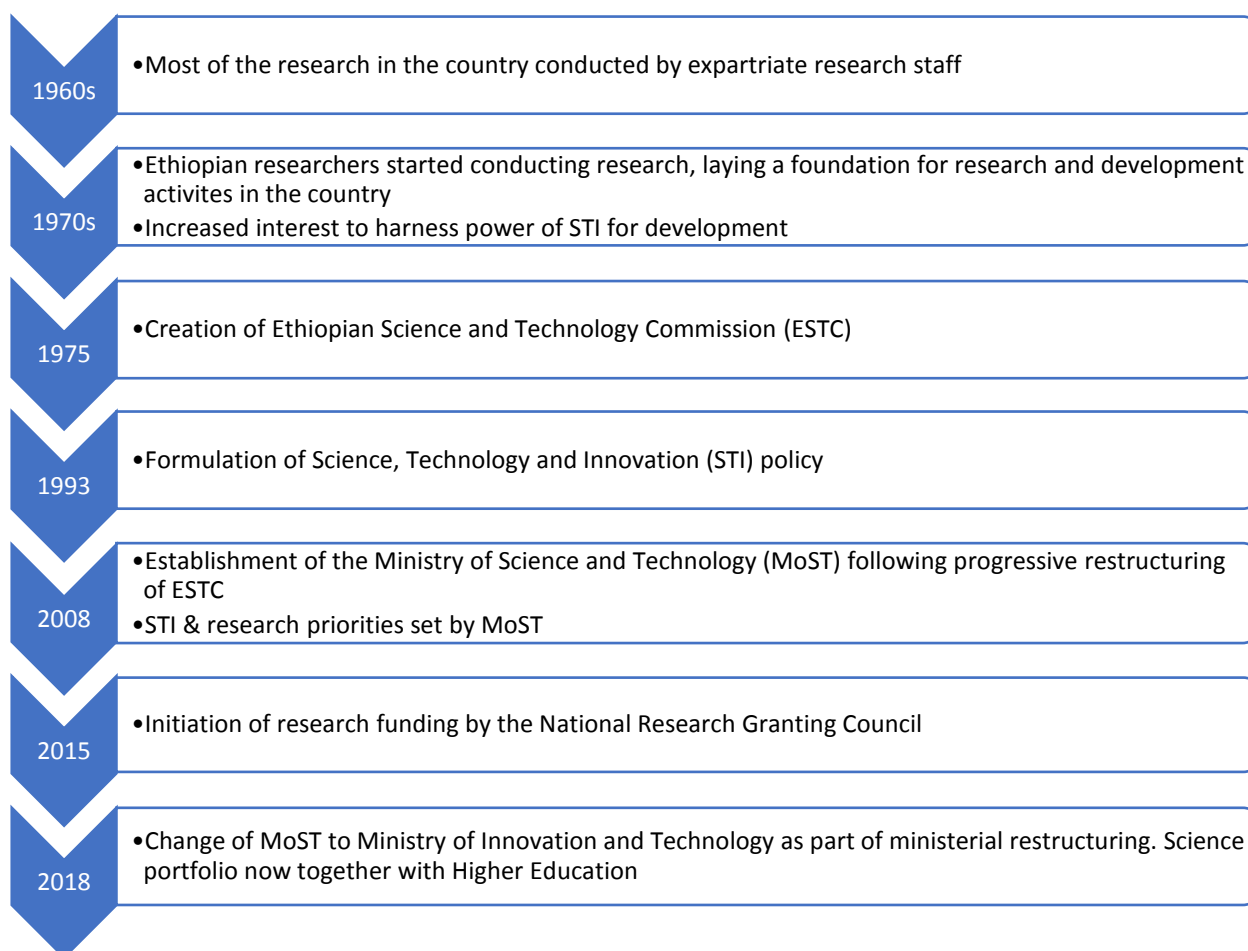 1960s
•Most of the research in the country conducted by expartriate research staff
1970s
•Ethiopian researchers started conducting research, laying a foundation for research and development
activites in the country
•Increased interest to harness power of STI for development
1975
•Creation of Ethiopian Science and Technology Commission (ESTC)
1993
•Formulation of Science, Technology and Innovation (STI) policy
2008
•Establishment of the Ministry of Science and Technology (MoST) following progressive restructuring
of ESTC
•STI & research priorities set by MoST
2015
•Initiation of research funding by the National Research Granting Council
2018
•Change of MoST to Ministry of Innovation and Technology as part of ministerial restructuring. Science
portfolio now together with Higher Education